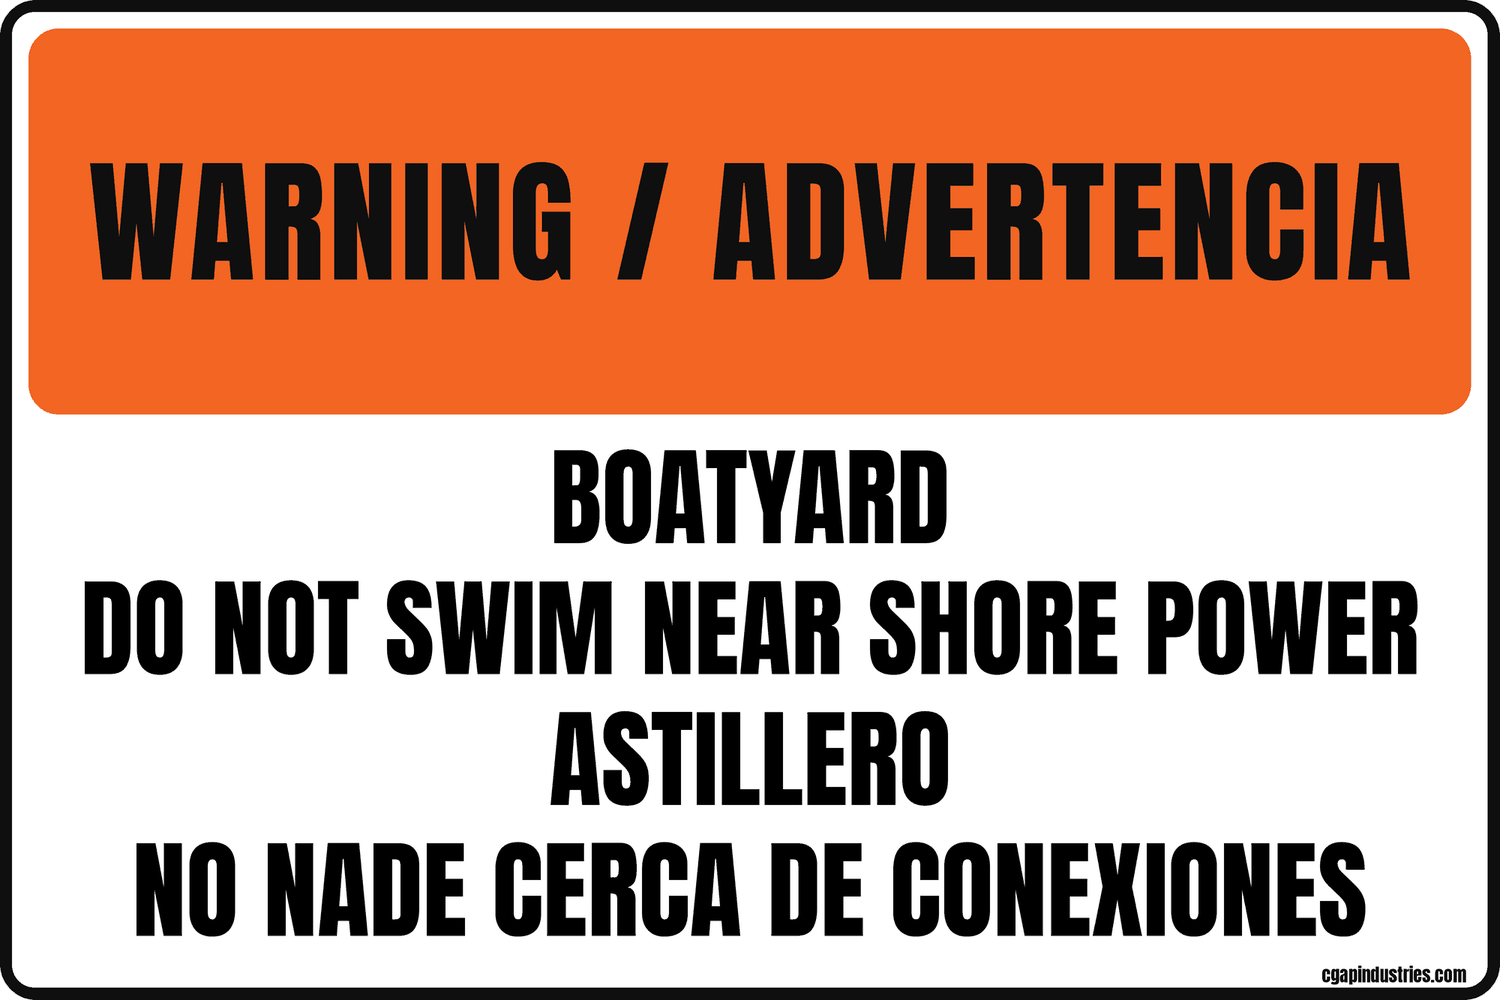 WARNING / ADVERTENCIA
BOATYARD
DO NOT SWIM NEAR SHORE POWER
ASTILLERO
NO NADE CERCA DE CONEXIONES
cgapindustries.com